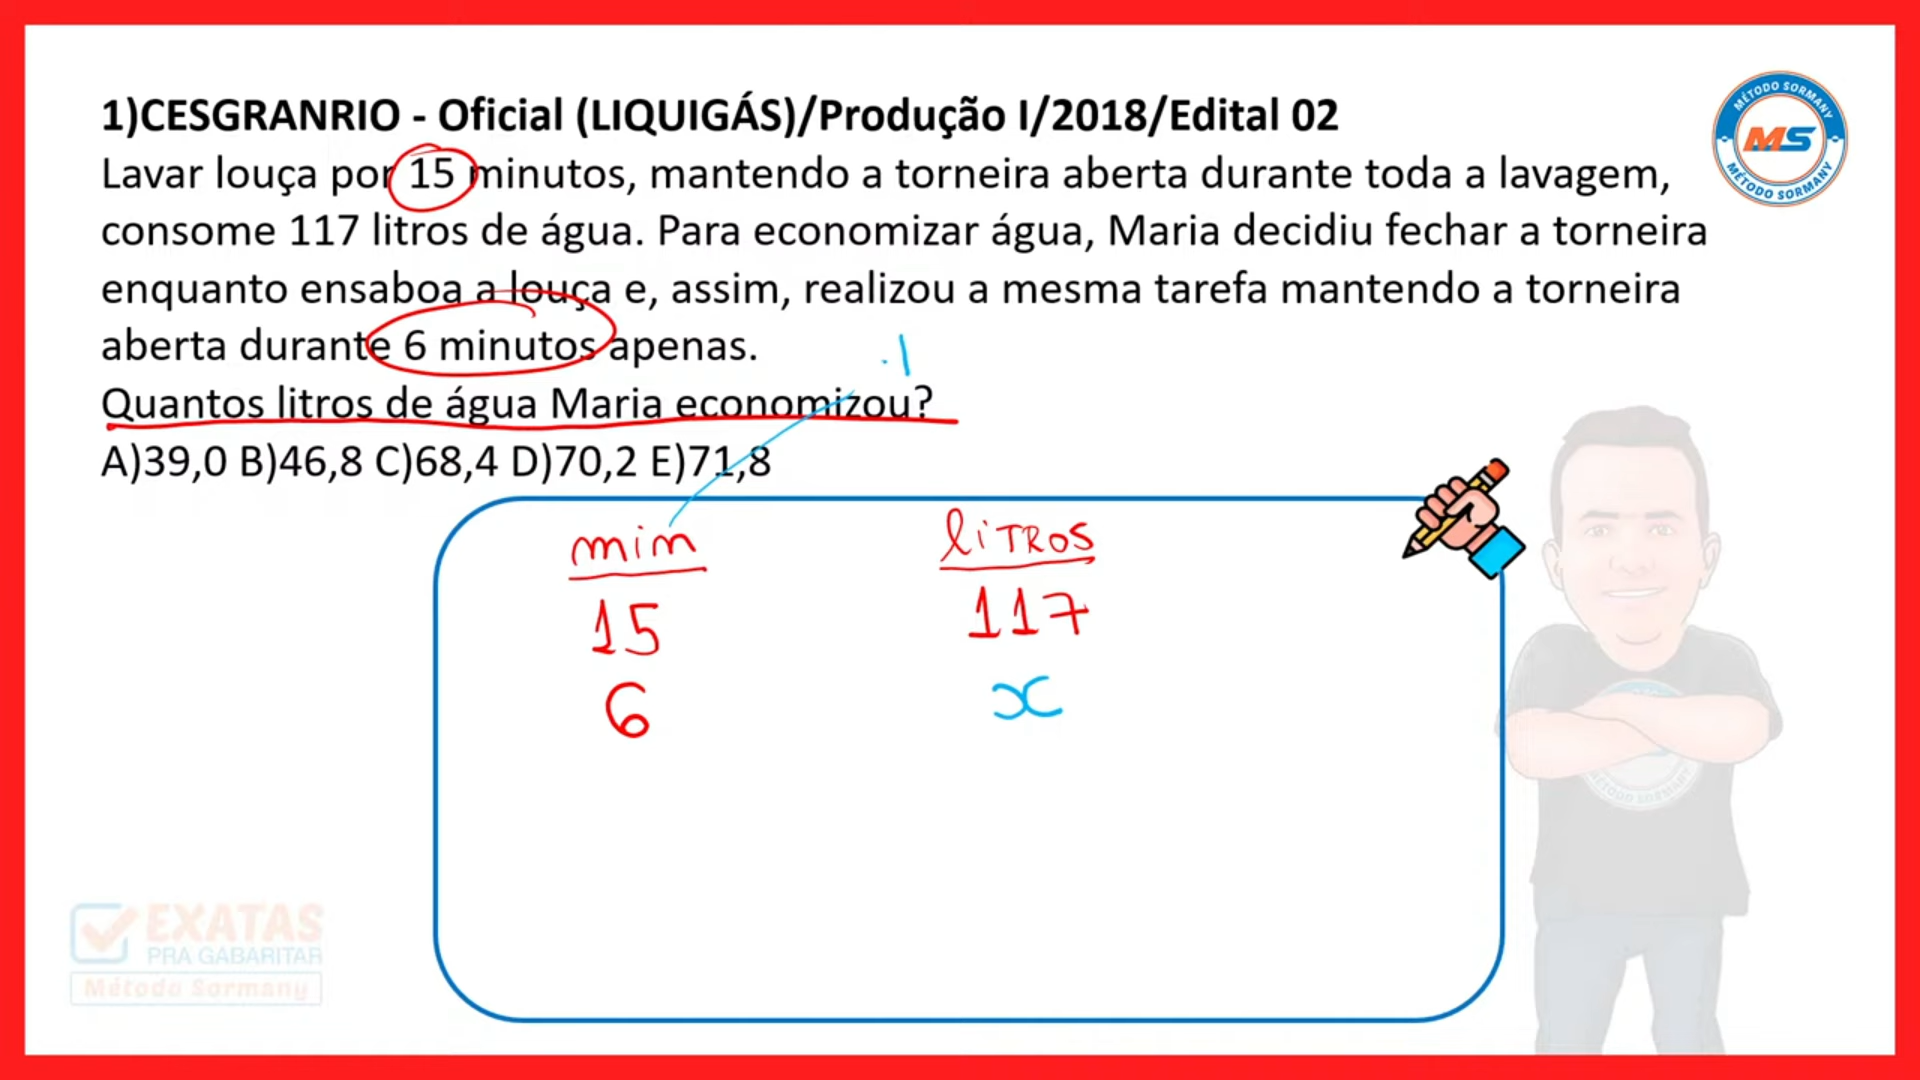 1)CESGRANRIO - Oficial (LIQUIGÁS)/Produção I/2018/Edital 02
MÉTODO SORMANY
MS
MÉTODO SORMANY
Lavar louça por 15 minutos, mantendo a torneira aberta durante toda a lavagem,
consome 117 litros de água. Para economizar água, Maria decidiu fechar a torneira
enquanto ensaboa a louça e, assim, realizou a mesma tarefa mantendo a torneira
aberta durante 6 minutos apenas.
Quantos litros de água Maria economizou?
A)39,0 B)46,8 C)68,4 D)70,2 E)71,8
min litros
15 117
6 x
MÉTODO SORMANY
EXATAS
PRA GABARITAR
Método Sormany